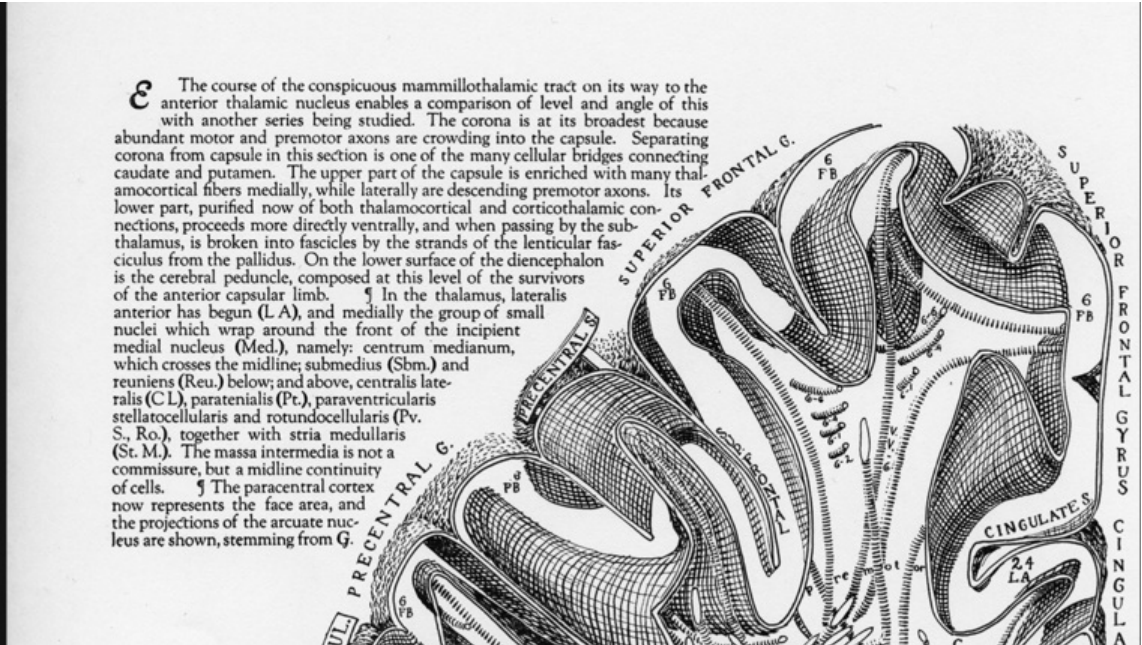 E The course of the conspicuous mammillothalamic tract on its way to the
anterior thalamic nucleus enables a comparison of level and angle of this
with another series being studied. The corona is at its broadest because
abundant motor and premotor axons are crowding into the capsule. Separating
corona from capsule in this section is one of the many cellular bridges connecting
caudate and putamen. The upper part of the capsule is enriched with many thal-
amocortical fibers medially, while laterally are descending premotor axons. Its
lower part, purified now of both thalamocortical and corticothalamic con-
nections, proceeds more directly ventrally, and when passing by the sub-
thalamus, is broken into fascicles by the strands of the lenticular fas-
ciculus from the pallidus. On the lower surface of the diencephalon
is the cerebral peduncle, composed at this level of the survivors
of the anterior capsular limb. ¶ In the thalamus, lateralis
anterior has begun (L A), and medially the group of small
nuclei which wrap around the front of the incipient
medial nucleus (Med.), namely: centrum medianum,
which crosses the midline; submedius (Sbm.) and
reuniens (Reu.) below; and above, centralis late-
ralis (C L), paratenialis (Pt.), paraventricularis
stellatocellularis and rotundocellularis (Pv.
S., Ro.), together with stria medullaris
(St. M.). The massa intermedia is not a
commissure, but a midline continuity
of cells. ¶ The paracentral cortex
now represents the face area, and
the projections of the arcuate nuc-
leus are shown, stemming from G.
SUPERIOR FRONTAL G.
6
FB
SUPERIOR FRONTAL GYRUS
6
FB
6
FB
PRECENTRAL S.
6-6
6-6
6-2
PRECENTRAL G.
PB
CINGULATE S.
24
LA
Premotor
CINGULA
6
FB
UL.